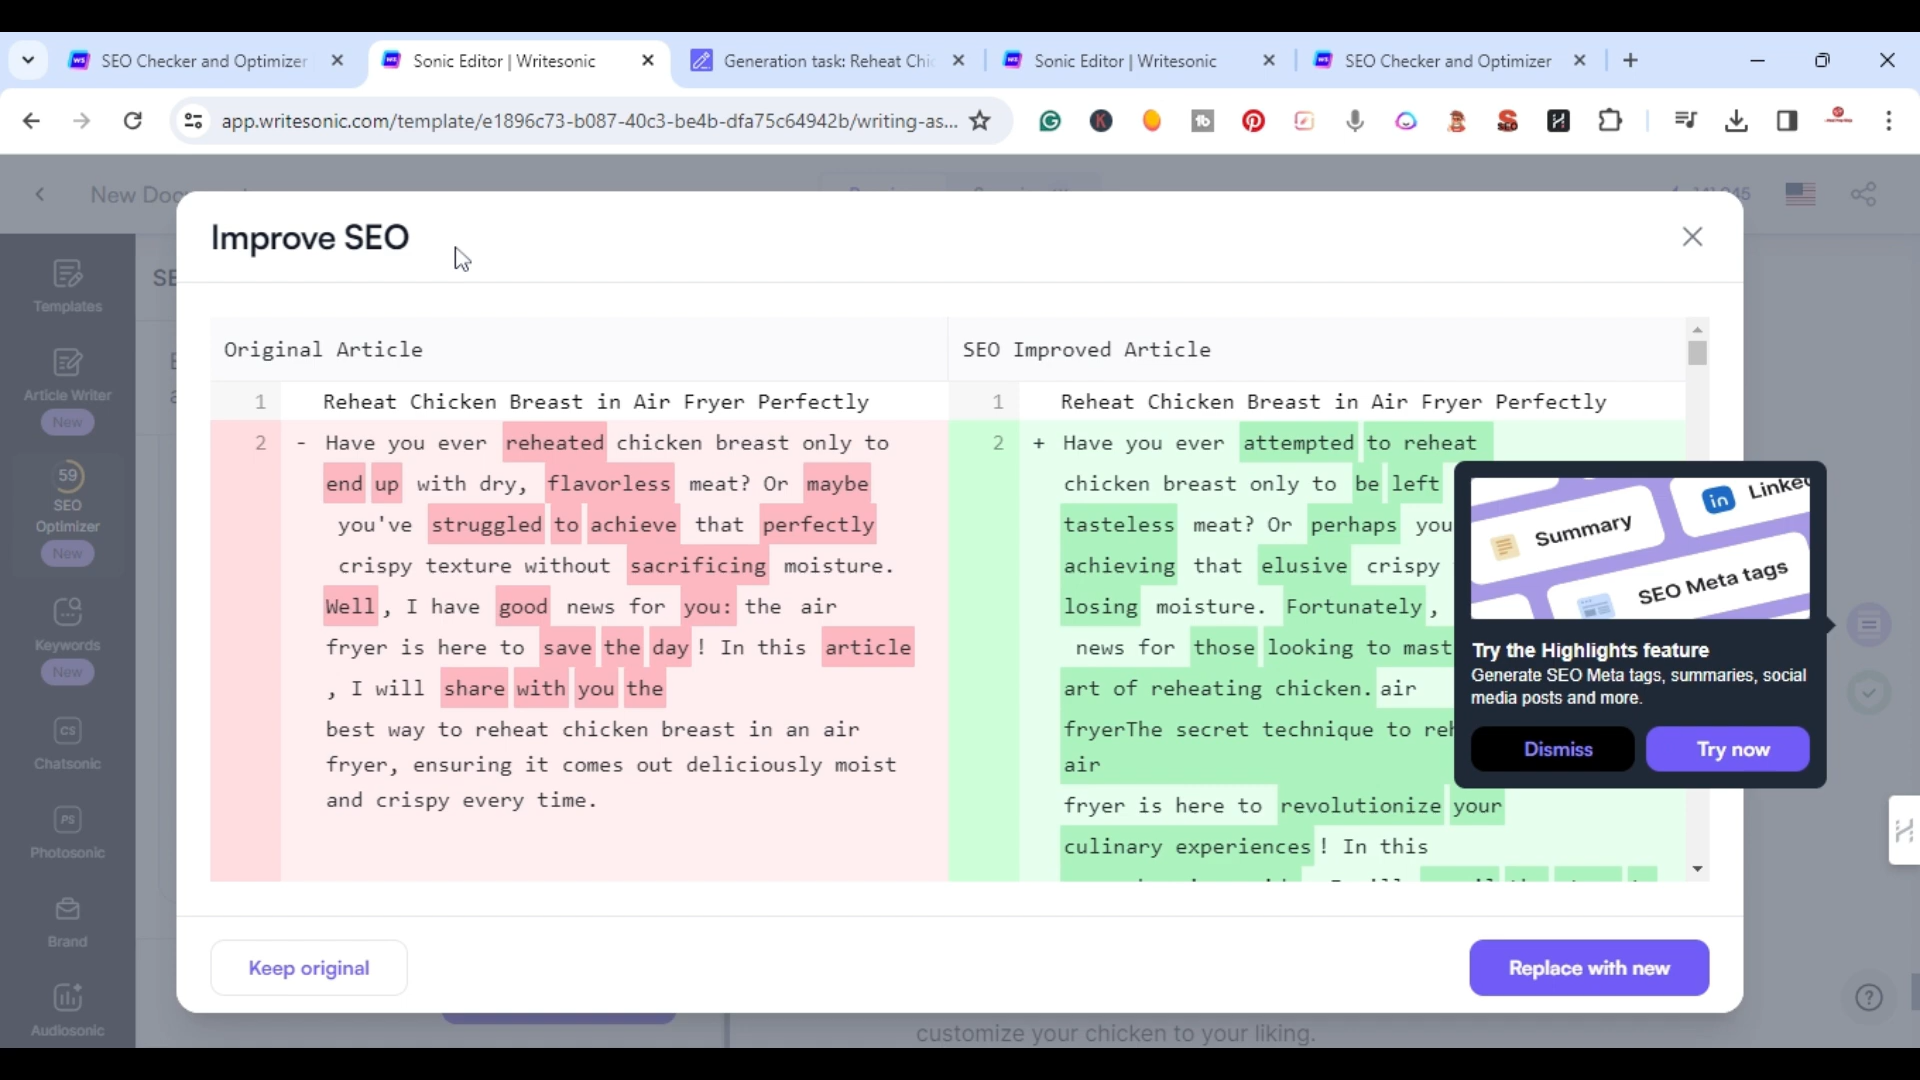 SEO Checker and Optimizer
Sonic Editor | Writesonic
Generation task: Reheat Chic
Sonic Editor | Writesonic
SEO Checker and Optimizer
app.writesonic.com/template/e1896c73-b087-40c3-be4b-dfa75c64942b/writing-as...
New Doc
Improve SEO
Templates
Article Writer
New
59
SEO
Optimizer
New
Keywords
New
CS
Chatsonic
PS
Photosonic
Brand
Audiosonic
Original Article
SEO Improved Article
1 Reheat Chicken Breast in Air Fryer Perfectly
2 - Have you ever reheated chicken breast only to
end up with dry, flavorless meat? Or maybe
you've struggled to achieve that perfectly
crispy texture without sacrificing moisture.
Well, I have good news for you: the air
fryer is here to save the day! In this article
, I will share with you the
best way to reheat chicken breast in an air
fryer, ensuring it comes out deliciously moist
and crispy every time.
1 Reheat Chicken Breast in Air Fryer Perfectly
2 + Have you ever attempted to reheat
chicken breast only to be left
tasteless meat? Or perhaps you
achieving that elusive crispy
losing moisture. Fortunately,
news for those looking to mast
art of reheating chicken. air
fryerThe secret technique to reh
air
fryer is here to revolutionize your
culinary experiences! In this
Summary
LinkedIn
SEO Meta tags
Try the Highlights feature
Generate SEO Meta tags, summaries, social
media posts and more.
Dismiss
Try now
Keep original
Replace with new
customize your chicken to your liking.